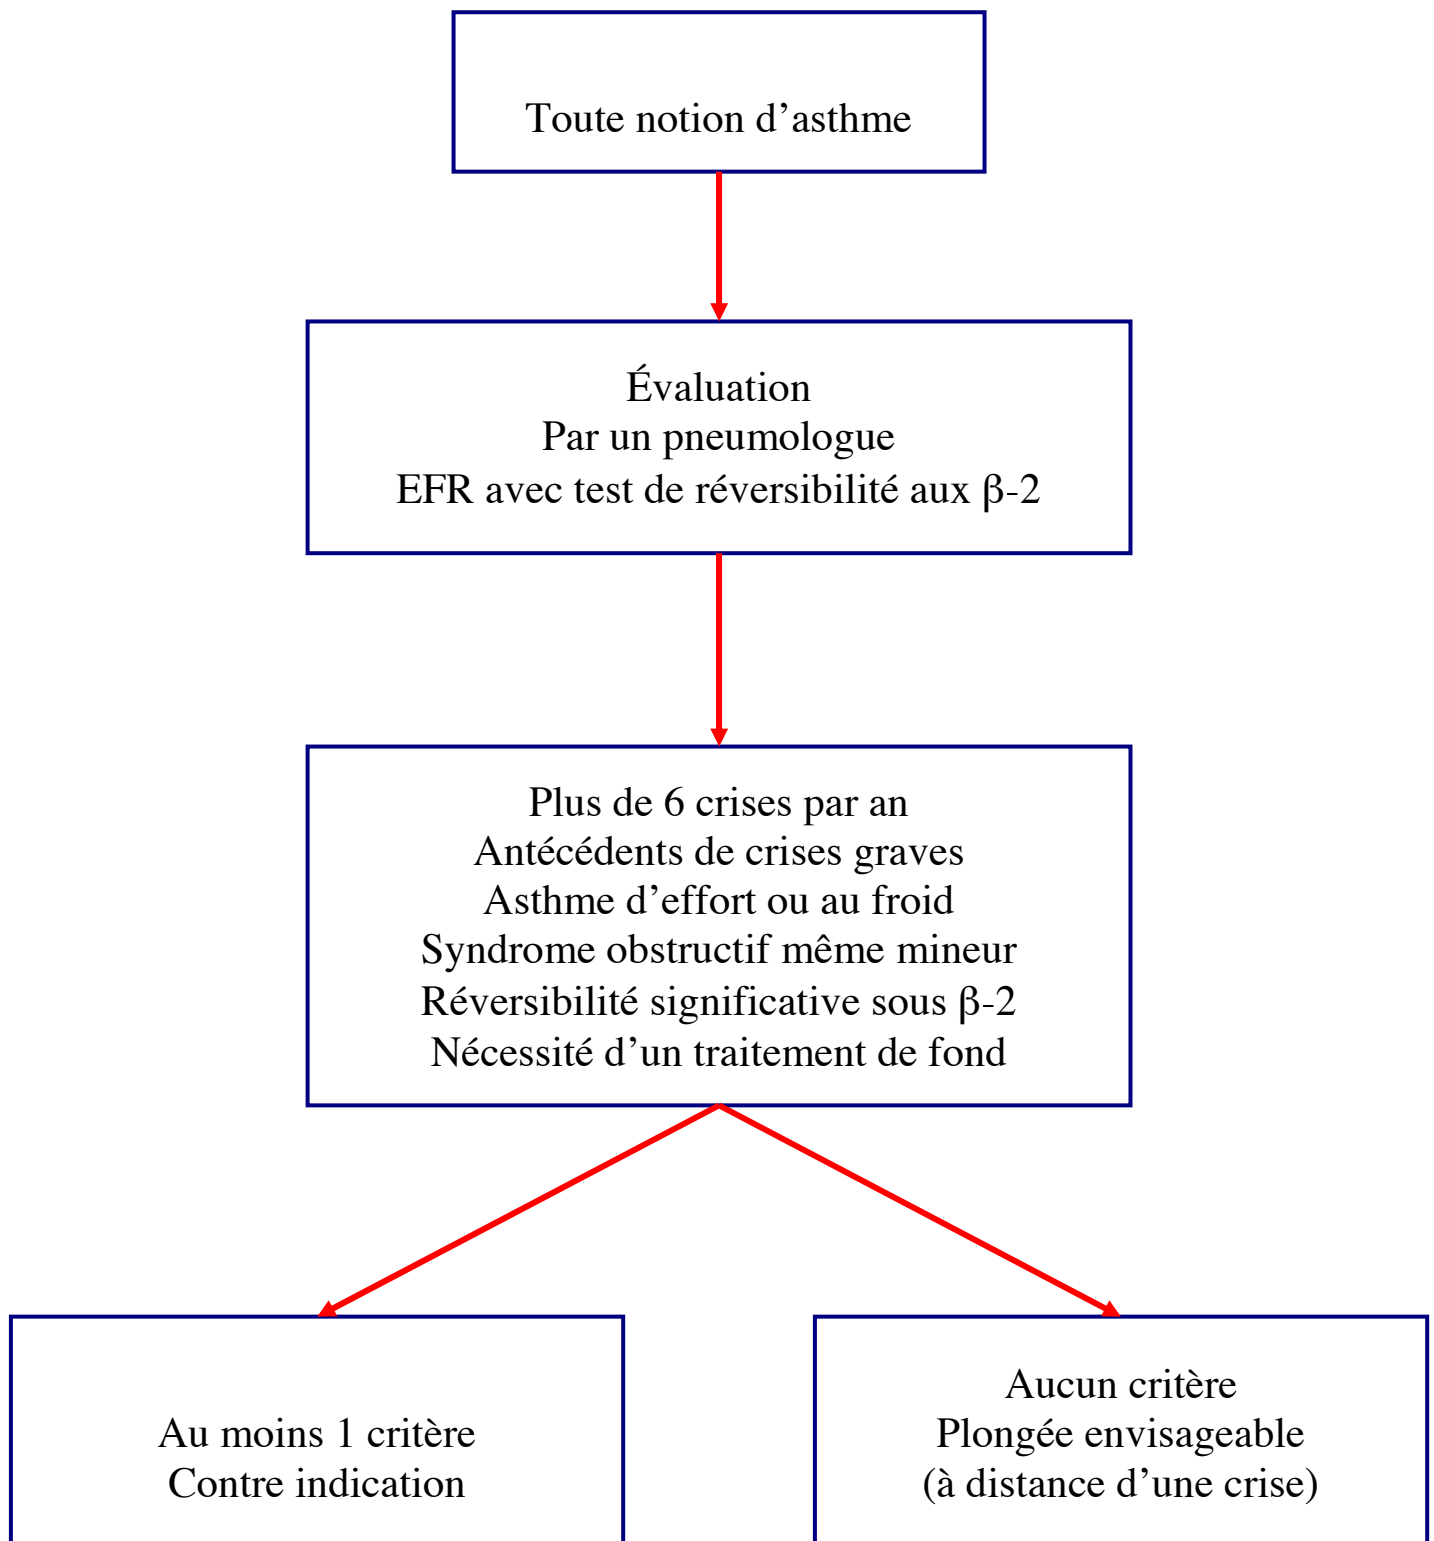 Toute notion d’asthme
Évaluation
Par un pneumologue
EFR avec test de réversibilité aux β-2
Plus de 6 crises par an
Antécédents de crises graves
Asthme d’effort ou au froid
Syndrome obstructif même mineur
Réversibilité significative sous β-2
Nécessité d’un traitement de fond
Au moins 1 critère
Contre indication
Aucun critère
Plongée envisageable
(à distance d’une crise)